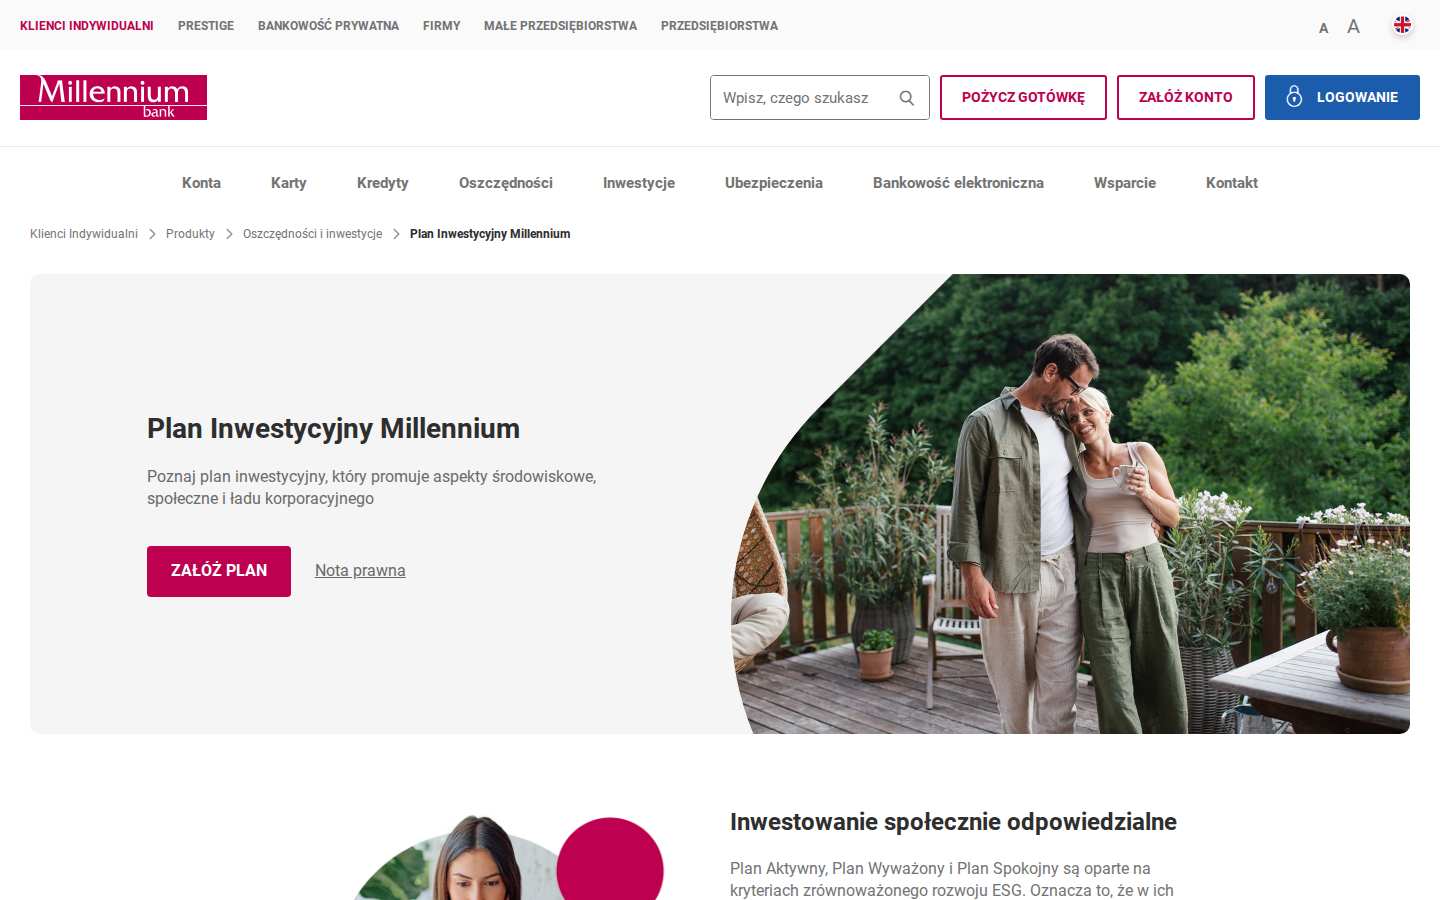 KLIENCI INDYWIDUALNI PRESTIGE BANKOWOŚĆ PRYWATNA FIRMY MAŁE PRZEDSIĘBIORSTWA PRZEDSIĘBIORSTWA A A
Millennium
bank
Wpisz, czego szukasz POŻYCZ GOTÓWKĘ ZAŁÓŻ KONTO LOGOWANIE
Konta Karty Kredyty Oszczędności Inwestycje Ubezpieczenia Bankowość elektroniczna Wsparcie Kontakt
Klienci Indywidualni Produkty Oszczędności i inwestycje Plan Inwestycyjny Millennium
Plan Inwestycyjny Millennium
Poznaj plan inwestycyjny, który promuje aspekty środowiskowe,
społeczne i ładu korporacyjnego
ZAŁÓŻ PLAN Nota prawna
Inwestowanie społecznie odpowiedzialne
Plan Aktywny, Plan Wyważony i Plan Spokojny są oparte na
kryteriach zrównoważonego rozwoju ESG. Oznacza to, że w ich